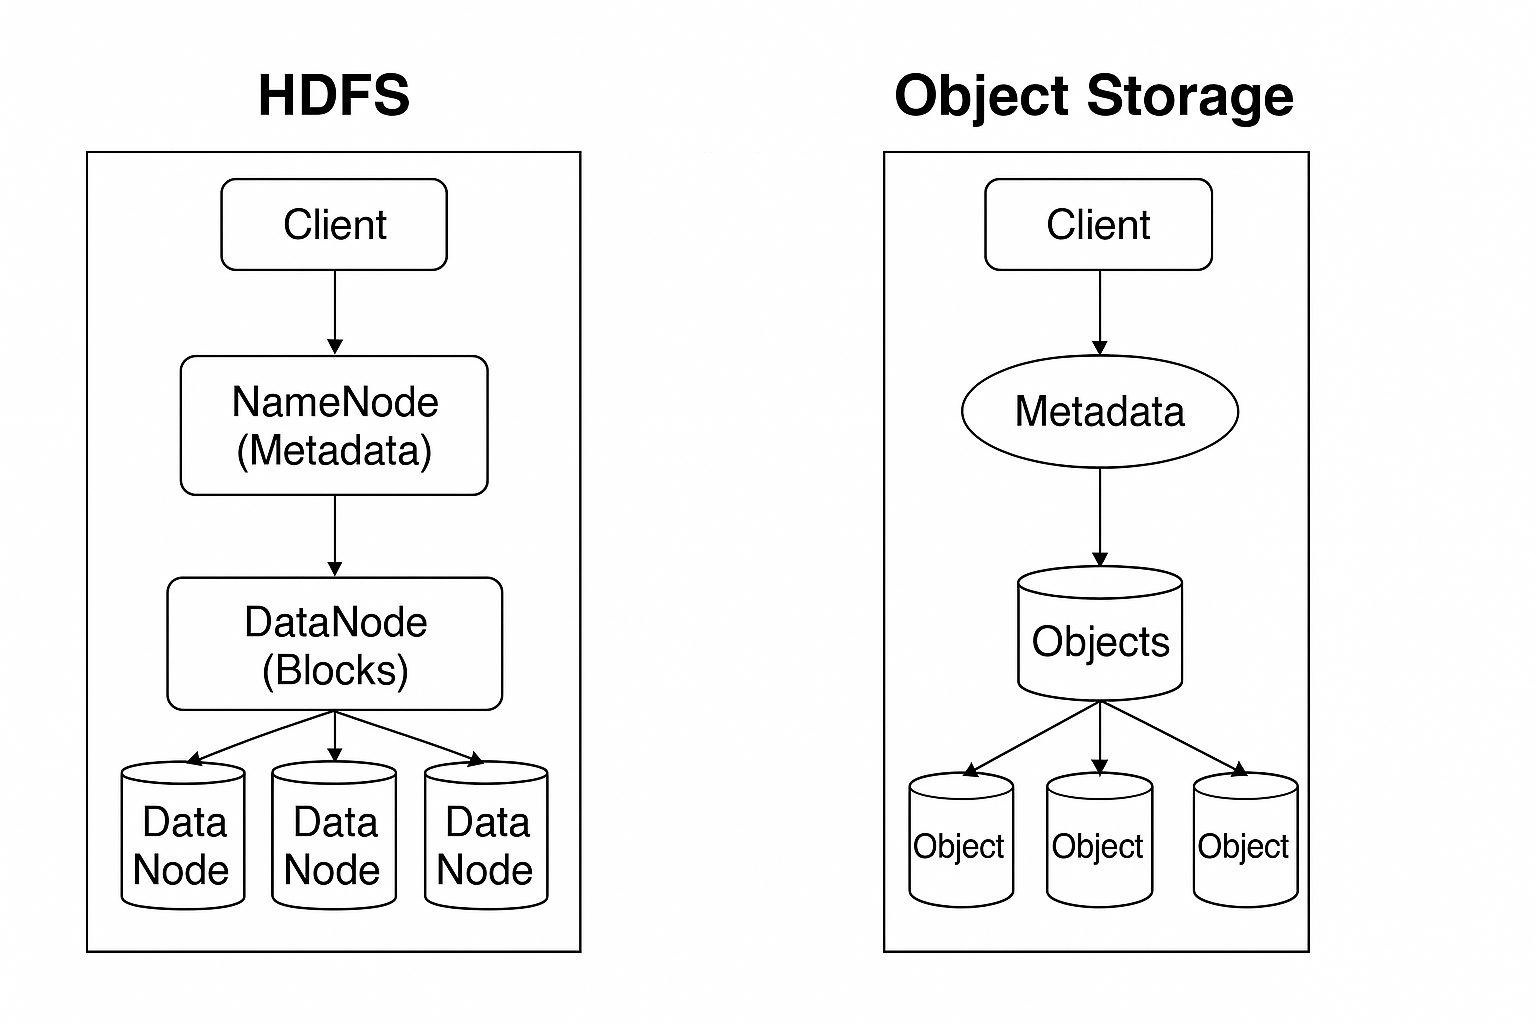 HDFS
Client
NameNode
(Metadata)
DataNode
(Blocks)
Data
Node
Data
Node
Data
Node
Object Storage
Client
Metadata
Objects
Object
Object
Object